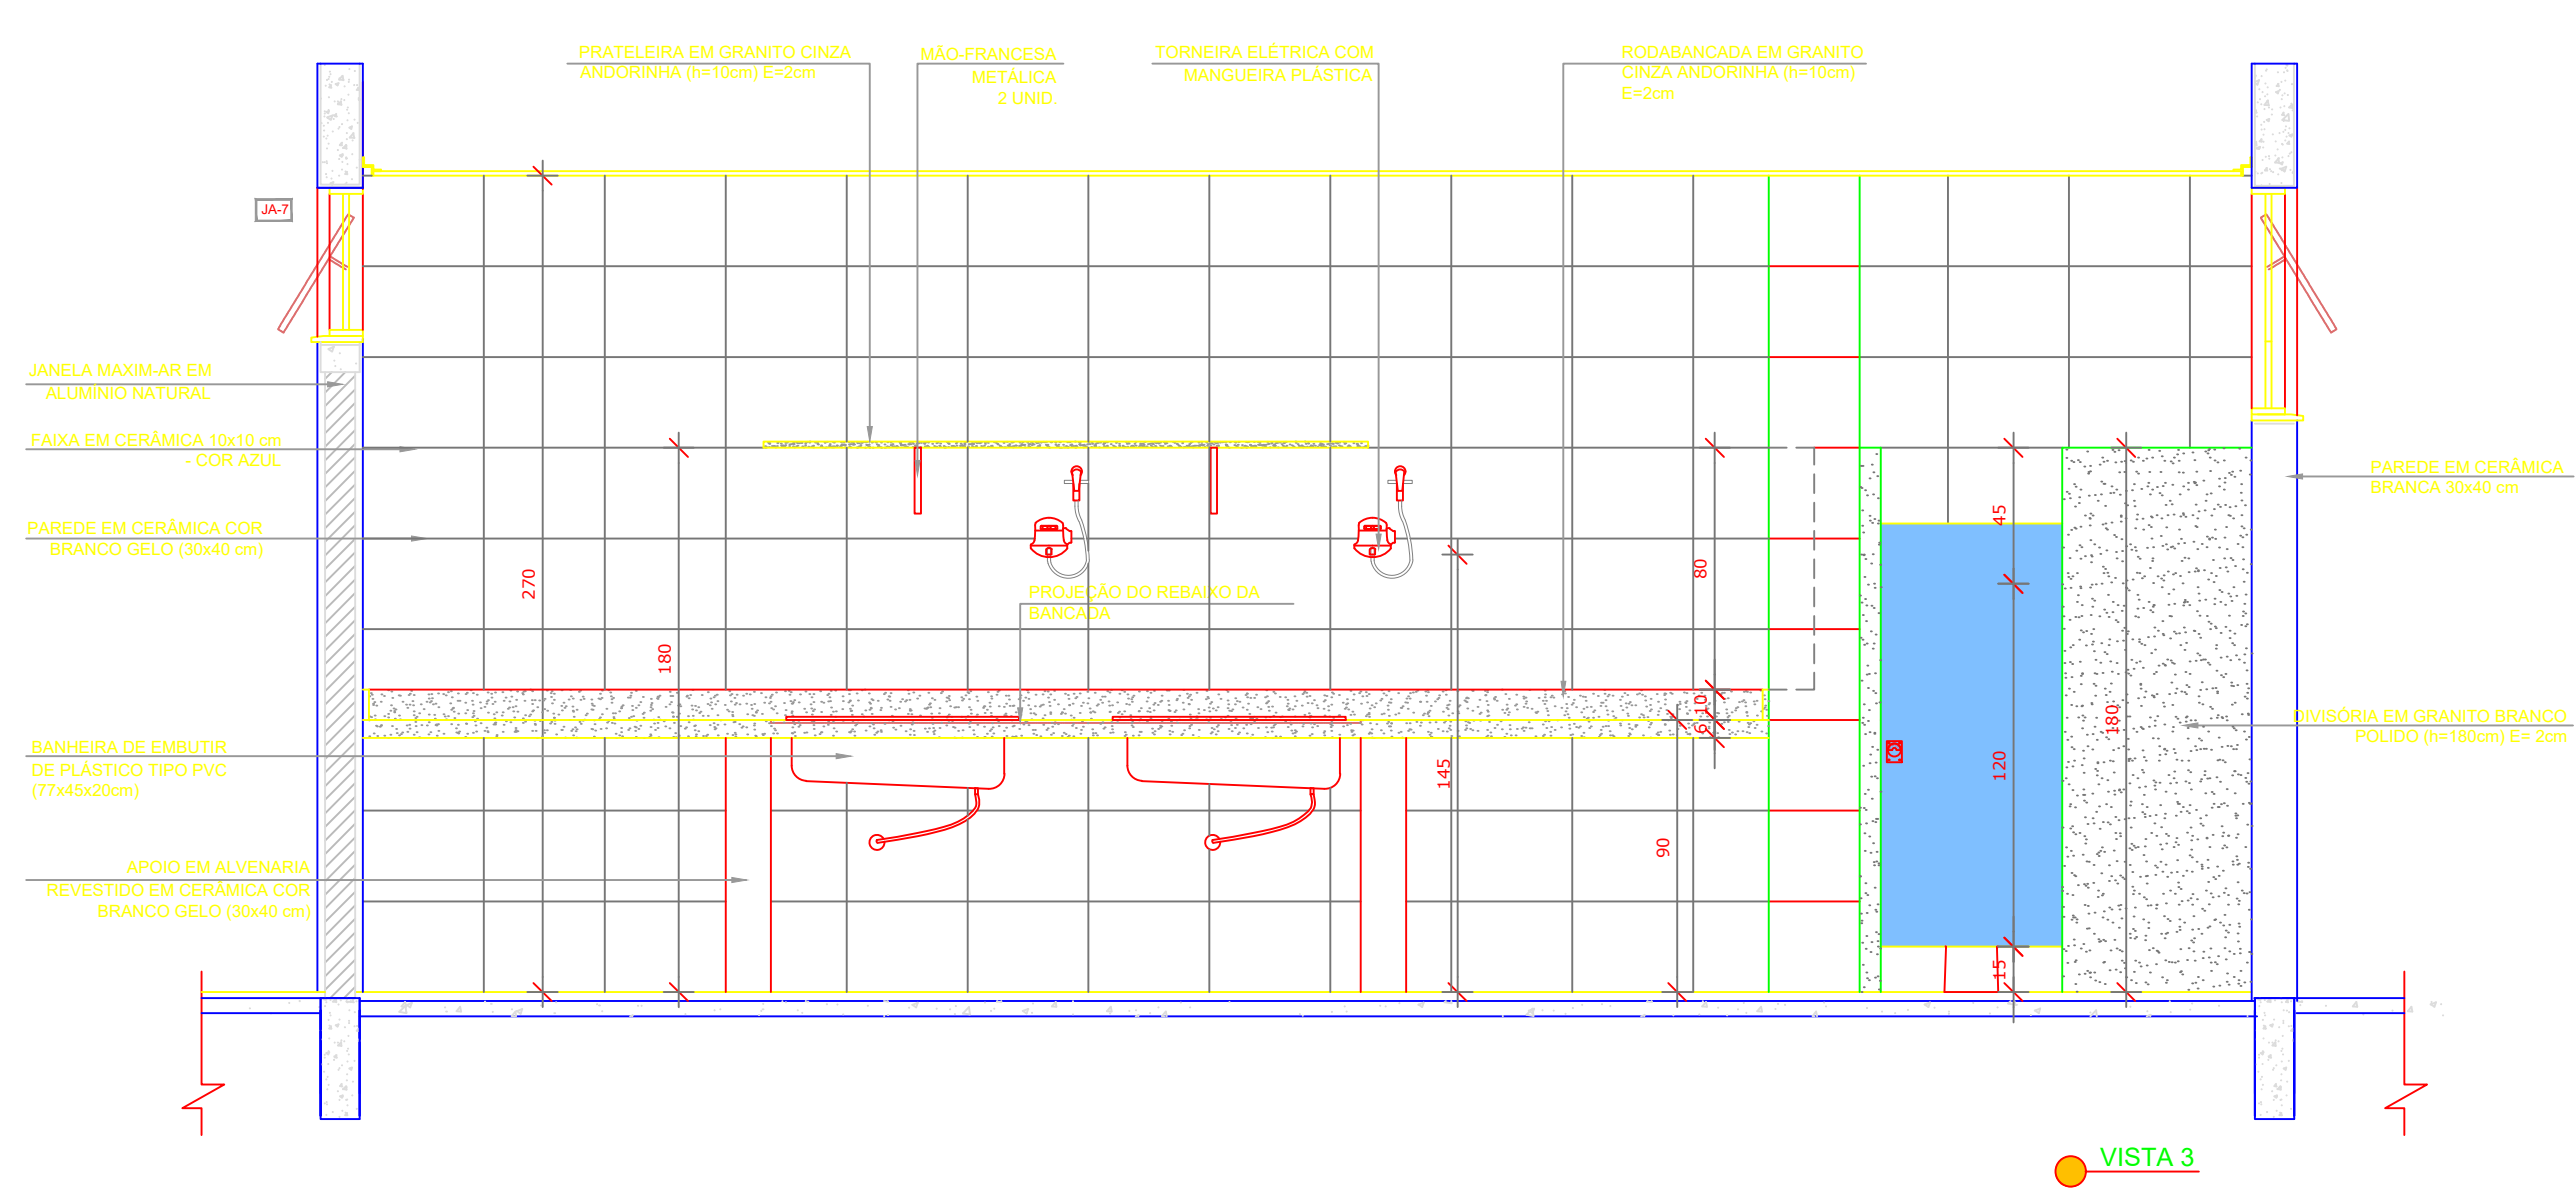 PRATELEIRA EM GRANITO CINZA
ANDORINHA (h=10cm) E=2cm
MÃO-FRANCESA
METÁLICA
2 UNID.
TORNEIRA ELÉTRICA COM
MANGUEIRA PLÁSTICA
RODABANCADA EM GRANITO
CINZA ANDORINHA (h=10cm)
E=2cm
JA-7
JANELA MAXIM-AR EM
ALUMÍNIO NATURAL
FAIXA EM CERÂMICA 10x10 cm
- COR AZUL
PAREDE EM CERÂMICA
BRANCA 30x40 cm
PAREDE EM CERÂMICA COR
BRANCO GELO (30x40 cm)
45
80
270
PROJEÇÃO DO REBAIXO DA
BANCADA
180
10
6
180
DIVISÓRIA EM GRANITO BRANCO
POLIDO (h=180cm) E= 2cm
BANHEIRA DE EMBUTIR
DE PLÁSTICO TIPO PVC
(77x45x20cm)
145
120
90
APOIO EM ALVENARIA
REVESTIDO EM CERÂMICA COR
BRANCO GELO (30x40 cm)
15
VISTA 3